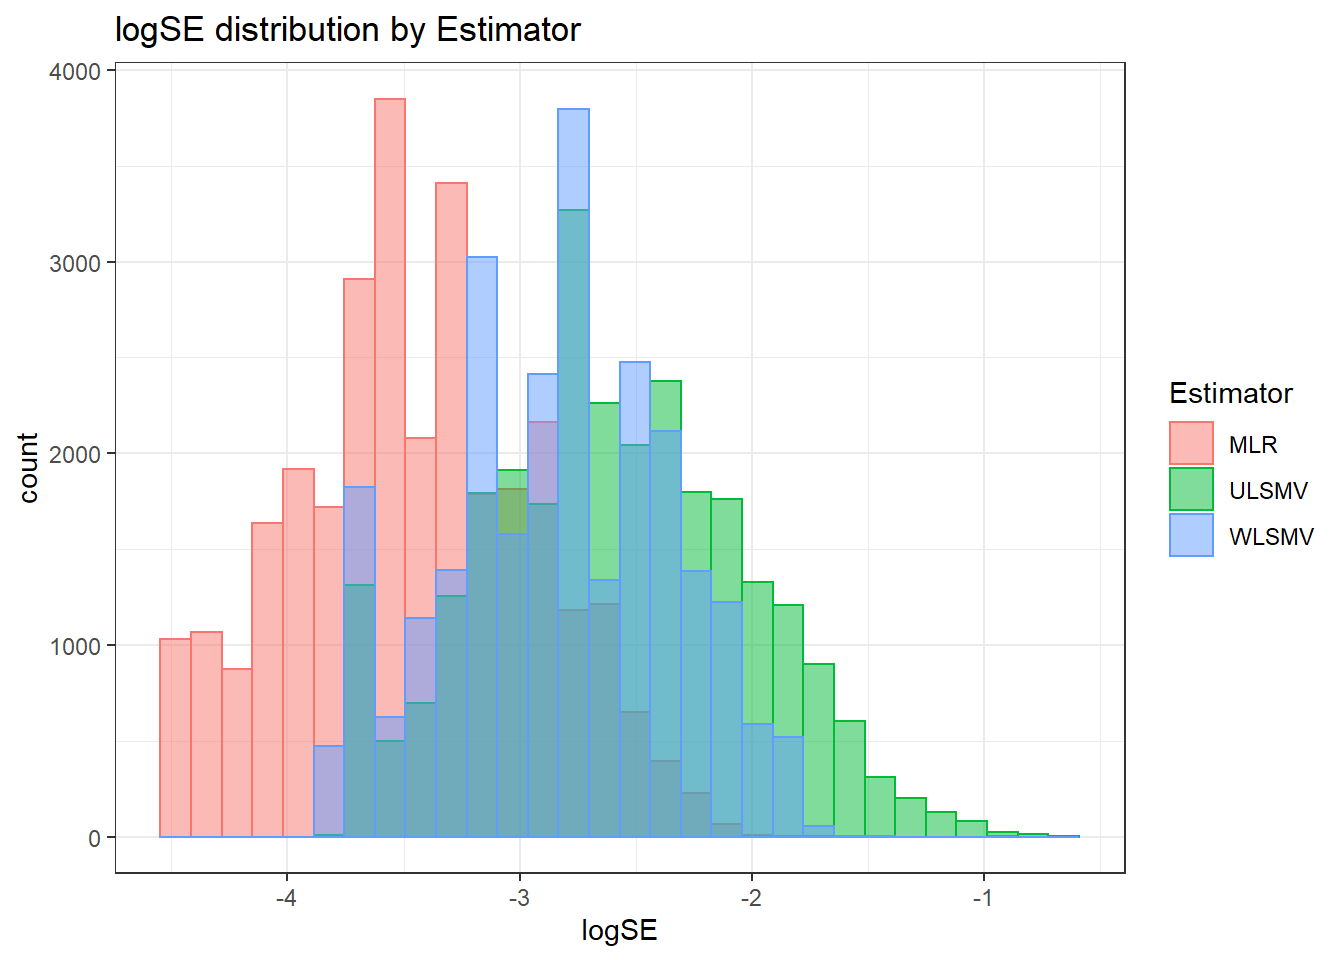 logSE distribution by Estimator
count
4000
3000
2000
1000
0
-4
-3
-2
-1
logSE
Estimator
MLR
ULSMV
WLSMV